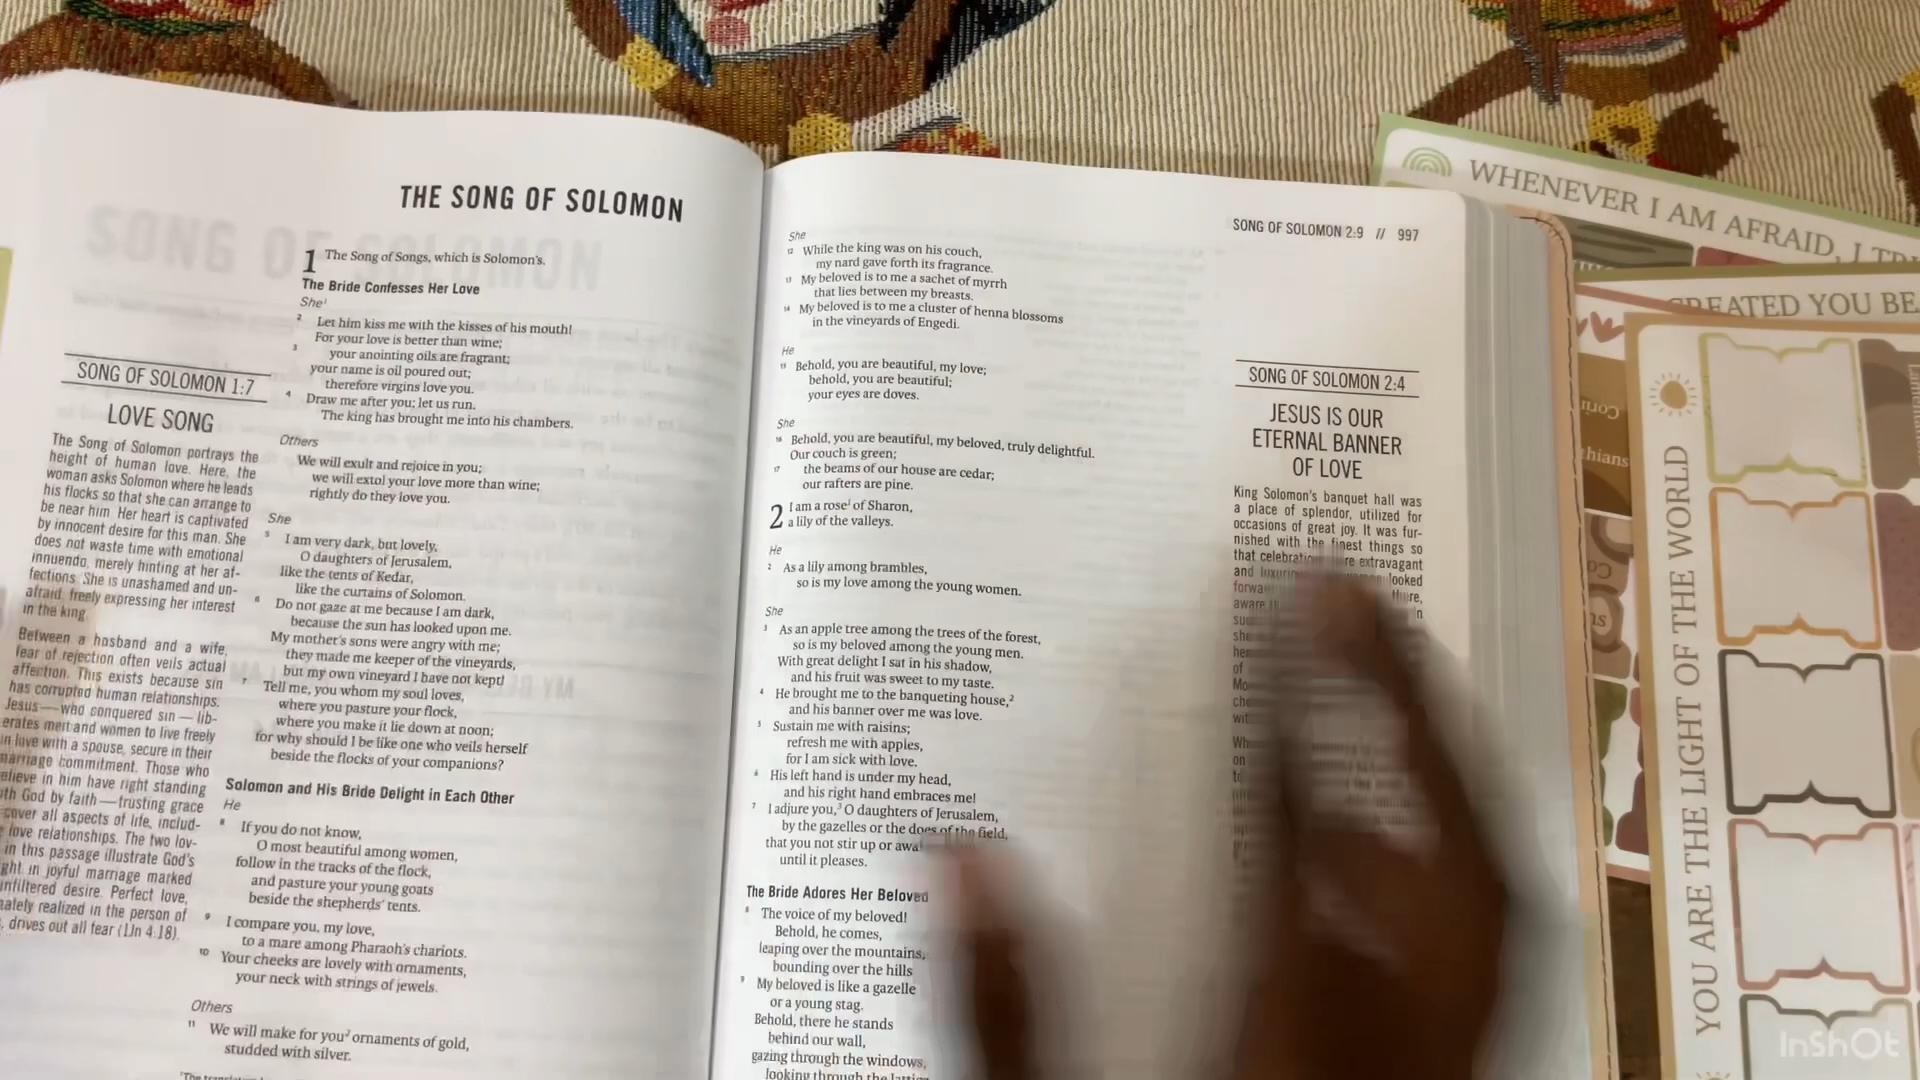 THE SONG OF SOLOMON
1 The Song of Songs, which is Solomon's.
The Bride Confesses Her Love
She¹
2 Let him kiss me with the kisses of his mouth!
For your love is better than wine;
3 your anointing oils are fragrant;
your name is oil poured out;
therefore virgins love you.
4 Draw me after you; let us run.
The king has brought me into his chambers.
Others
We will exult and rejoice in you;
we will extol your love more than wine;
rightly do they love you.
She
5 I am very dark, but lovely,
O daughters of Jerusalem,
like the tents of Kedar,
like the curtains of Solomon.
6 Do not gaze at me because I am dark,
because the sun has looked upon me.
My mother's sons were angry with me;
they made me keeper of the vineyards,
but my own vineyard I have not kept!
7 Tell me, you whom my soul loves,
where you pasture your flock,
where you make it lie down at noon;
for why should I be like one who veils herself
beside the flocks of your companions?
Solomon and His Bride Delight in Each Other
He
8 If you do not know,
O most beautiful among women,
follow in the tracks of the flock,
and pasture your young goats
beside the shepherds' tents.
9 I compare you, my love,
to a mare among Pharaoh's chariots.
10 Your cheeks are lovely with ornaments,
your neck with strings of jewels.
Others
11 We will make for you² ornaments of gold,
studded with silver.
SONG OF SOLOMON 1:7
LOVE SONG
The Song of Solomon portrays the
height of human love. Here, the
woman asks Solomon where he leads
his flocks so that she can arrange to
be near him. Her heart is captivated
by innocent desire for this man. She
does not waste time with emotional
innuendo, merely hinting at her af-
fections. She is unashamed and un-
afraid, freely expressing her interest
in the king.
Between a husband and a wife,
fear of rejection often veils actual
affection. This exists because sin
has corrupted human relationships.
Jesus—who conquered sin—lib-
erates men and women to live freely
in love with a spouse, secure in their
marriage commitment. Those who
believe in him have right standing
with God by faith—trusting grace
cover all aspects of life, includ-
love relationships. The two lov-
in this passage illustrate God's
in joyful marriage marked
unfiltered desire. Perfect love,
realized in the person of
, drives out all fear (1Jn 4:18).
SONG OF SOLOMON 2:9 // 997
She
12 While the king was on his couch,
my nard gave forth its fragrance.
13 My beloved is to me a sachet of myrrh
that lies between my breasts.
14 My beloved is to me a cluster of henna blossoms
in the vineyards of Engedi.
He
15 Behold, you are beautiful, my love;
behold, you are beautiful;
your eyes are doves.
She
16 Behold, you are beautiful, my beloved, truly delightful.
Our couch is green;
17 the beams of our house are cedar;
our rafters are pine.
2 I am a rose¹ of Sharon,
a lily of the valleys.
He
2 As a lily among brambles,
so is my love among the young women.
She
3 As an apple tree among the trees of the forest,
so is my beloved among the young men.
With great delight I sat in his shadow,
and his fruit was sweet to my taste.
4 He brought me to the banqueting house,²
and his banner over me was love.
5 Sustain me with raisins;
refresh me with apples,
for I am sick with love.
6 His left hand is under my head,
and his right hand embraces me!
7 I adjure you,³ O daughters of Jerusalem,
by the gazelles or the does of the field,
that you not stir up or awa
until it pleases.
The Bride Adores Her Beloved
8 The voice of my beloved!
Behold, he comes,
leaping over the mountains,
bounding over the hills
9 My beloved is like a gazelle
or a young stag.
Behold, there he stands
behind our wall,
gazing through the windows,
looking through the
SONG OF SOLOMON 2:4
JESUS IS OUR
ETERNAL BANNER
OF LOVE
King Solomon's banquet hall was
a place of splendor, utilized for
occasions of great joy. It was fur-
nished with the finest things so
that extravagant
and looked
there,
aware
of
WHENEVER I AM AFRAID, I
CREATED YOU
YOU ARE THE LIGHT OF THE WORLD
InShOt